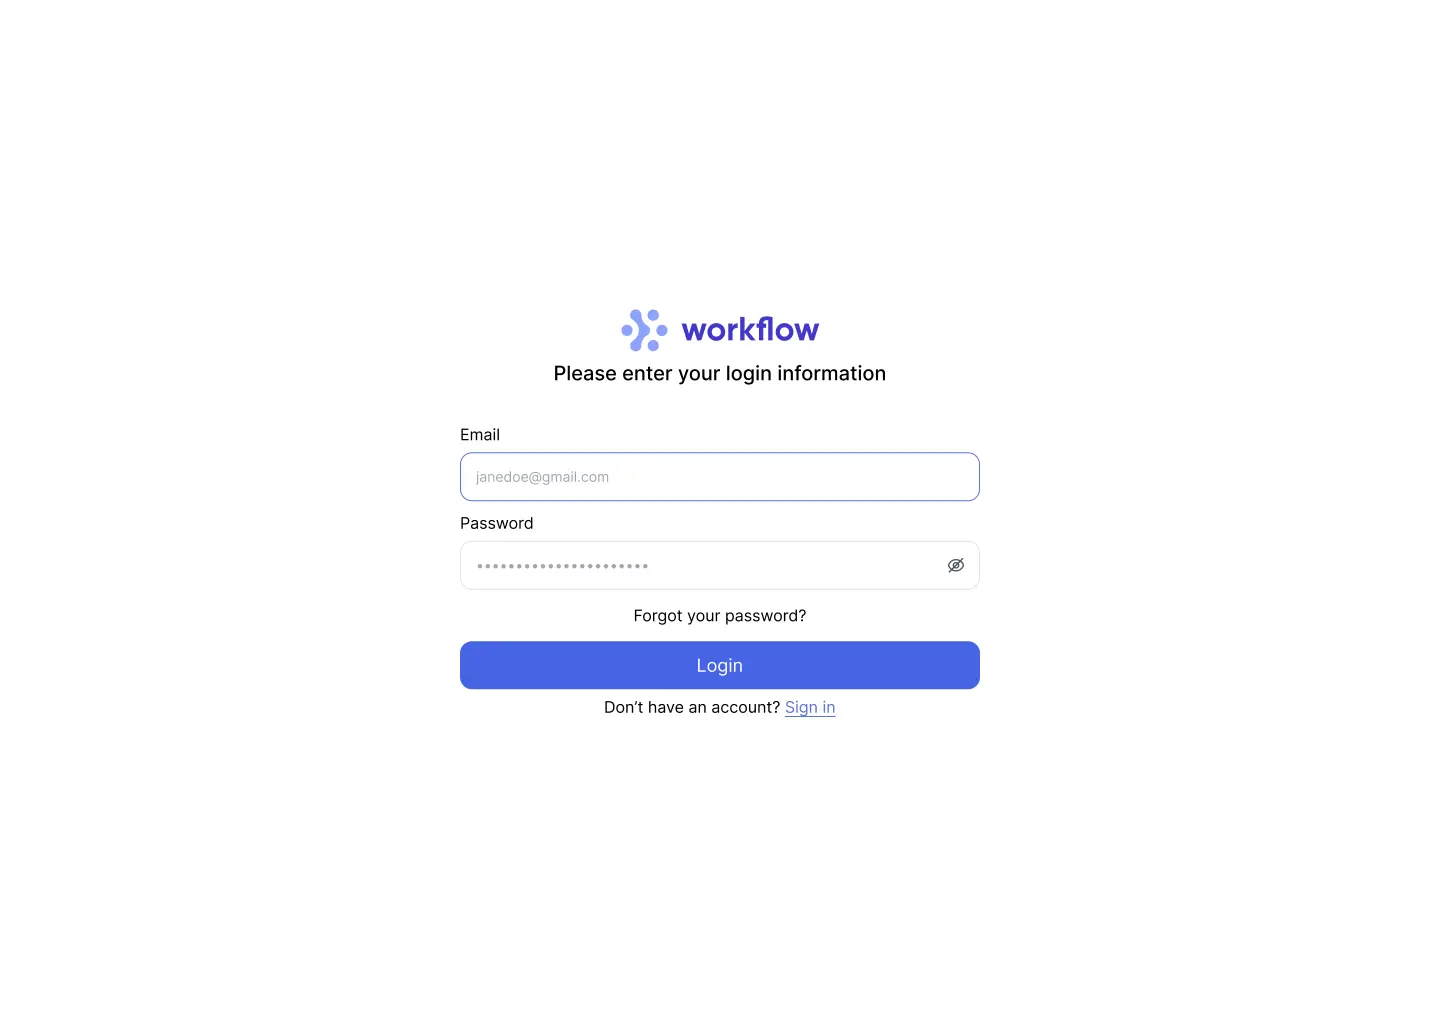 workflow
Please enter your login information
Email
janedoe@gmail.com
Password
••••••••••••••••••••••
Forgot your password?
Login
Don’t have an account? Sign in